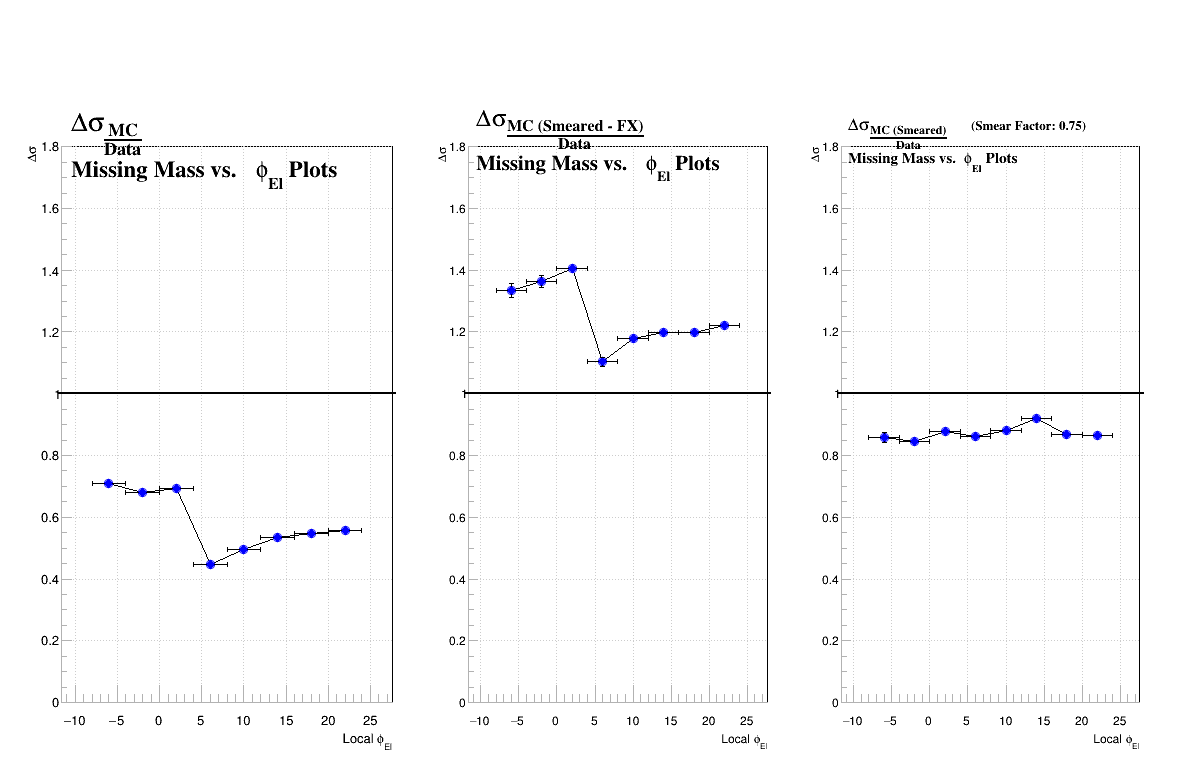 Δσ MC
Data
Missing Mass vs. ϕEl Plots
Δσ
1.8
1.6
1.4
1.2
1
0.8
0.6
0.4
0.2
0
−10 −5 0 5 10 15 20 25
Local ϕEl
Δσ MC (Smeared - FX)
Data
Missing Mass vs. ϕEl Plots
Δσ
1.8
1.6
1.4
1.2
1
0.8
0.6
0.4
0.2
0
−10 −5 0 5 10 15 20 25
Local ϕEl
Δσ MC (Smeared) (Smear Factor: 0.75)
Data
Missing Mass vs. ϕEl Plots
Δσ
1.8
1.6
1.4
1.2
1
0.8
0.6
0.4
0.2
0
−10 −5 0 5 10 15 20 25
Local ϕEl